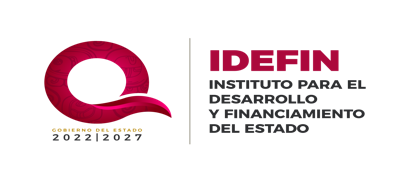 Q
GOBIERNO DEL ESTADO
2022|2027
IDEFIN
INSTITUTO PARA EL
DESARROLLO
Y FINANCIAMIENTO
DEL ESTADO